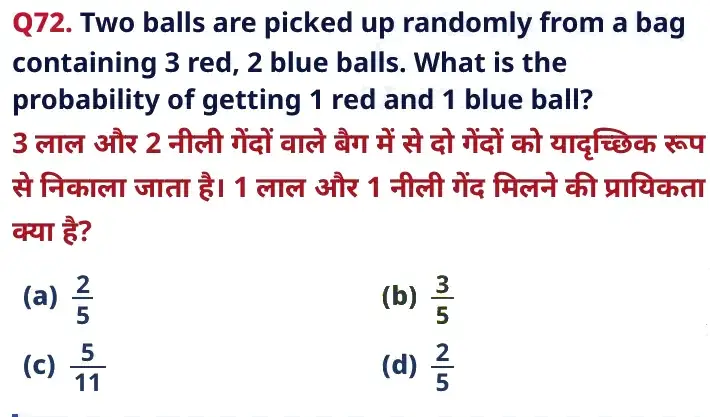 Q72. Two balls are picked up randomly from a bag
containing 3 red, 2 blue balls. What is the
probability of getting 1 red and 1 blue ball?
3 लाल और 2 नीली गेंदों वाले बैग में से दो गेंदों को यादृच्छिक रूप
से निकाला जाता है। 1 लाल और 1 नीली गेंद मिलने की प्रायिकता
क्या है?
(a) 2/5 (b) 3/5
(c) 5/11 (d) 2/5